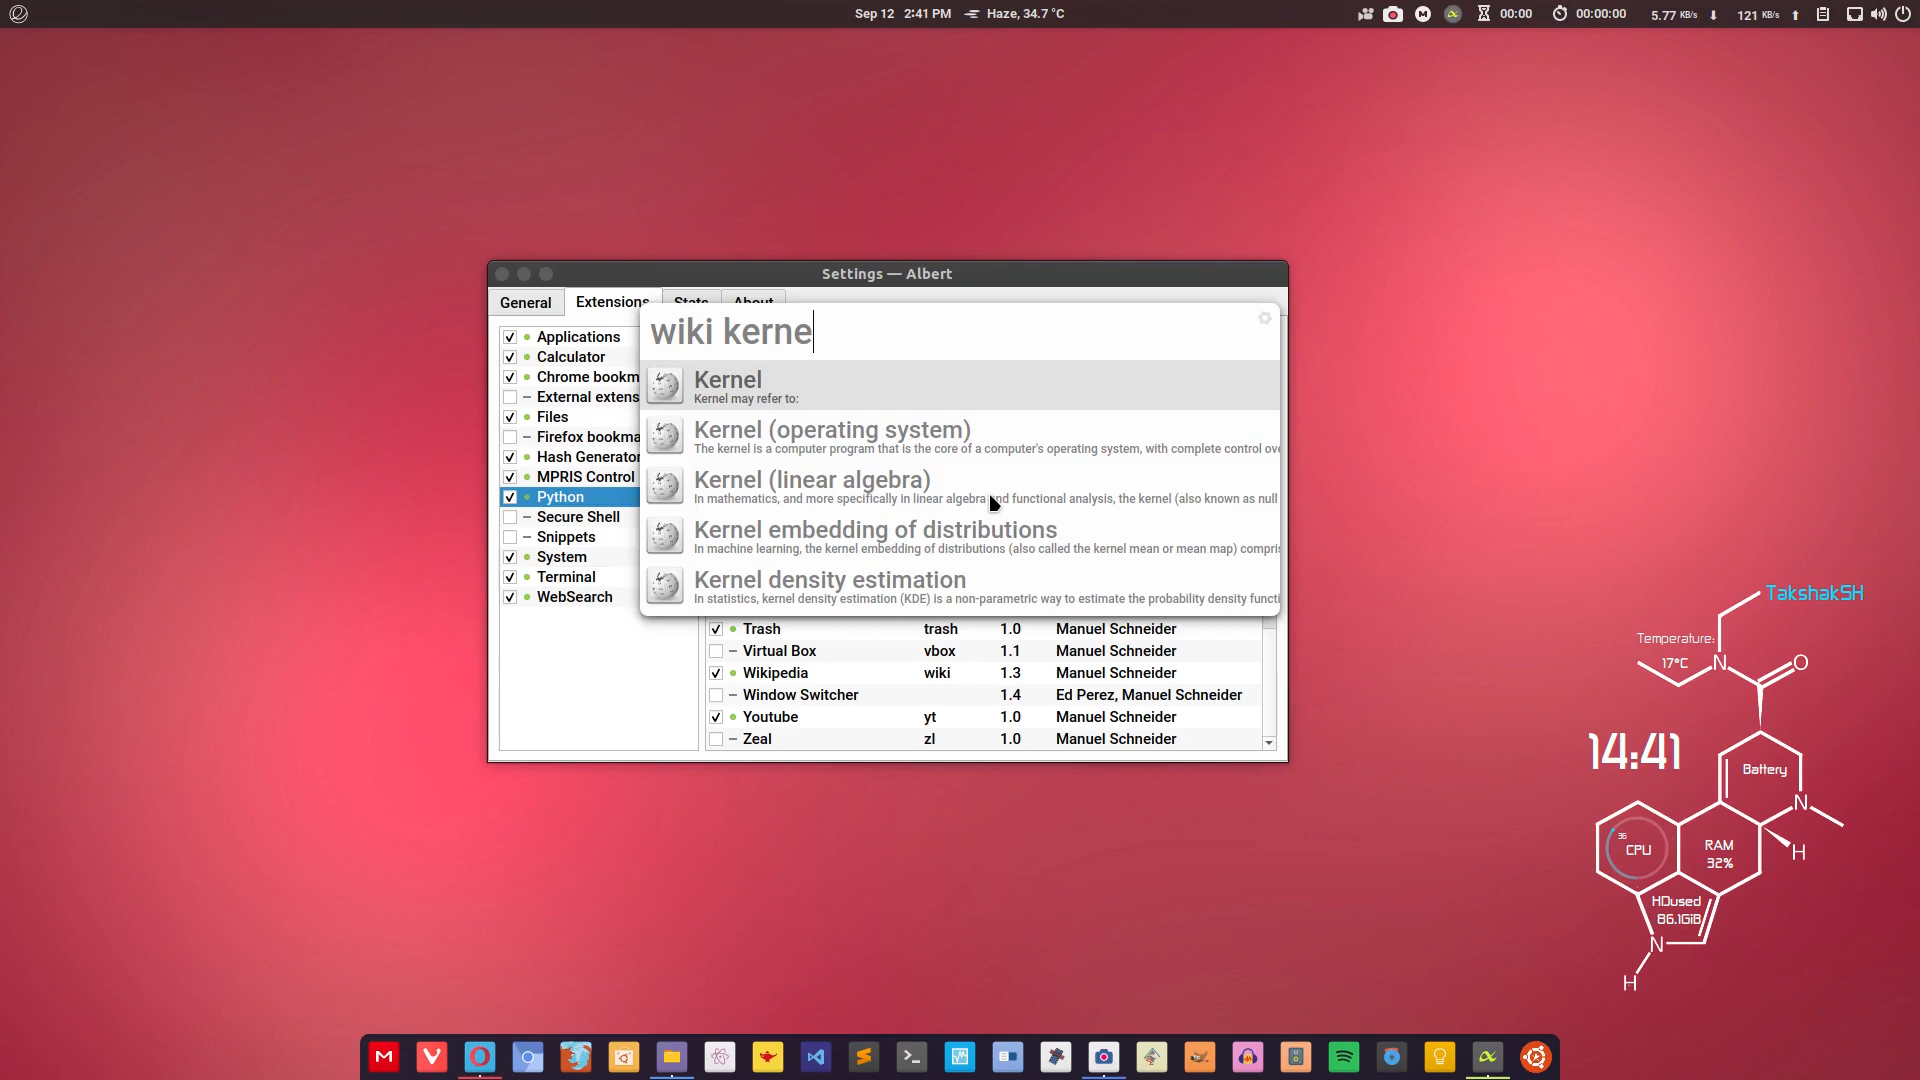 Sep 12 2:41 PM Haze, 34.7 °C
M
00:00
00:00:00
5.77 KB/s
121 KB/s
Settings — Albert
General
Extensions
Stats
About
Applications
Calculator
Chrome bookm
External extens
Files
Firefox bookma
Hash Generator
MPRIS Control
Python
Secure Shell
Snippets
System
Terminal
WebSearch
wiki kerne
Kernel
Kernel may refer to:
Kernel (operating system)
The kernel is a computer program that is the core of a computer's operating system, with complete control ove
Kernel (linear algebra)
In mathematics, and more specifically in linear algebra and functional analysis, the kernel (also known as null
Kernel embedding of distributions
In machine learning, the kernel embedding of distributions (also called the kernel mean or mean map) compris
Kernel density estimation
In statistics, kernel density estimation (KDE) is a non-parametric way to estimate the probability density functi
Trash trash 1.0 Manuel Schneider
Virtual Box vbox 1.1 Manuel Schneider
Wikipedia wiki 1.3 Manuel Schneider
Window Switcher 1.4 Ed Perez, Manuel Schneider
Youtube yt 1.0 Manuel Schneider
Zeal zl 1.0 Manuel Schneider
TakshakSH
Temperature:
17°C
N
O
14:41
Battery
N
36
CPU
RAM
32%
H
HDused
86.1GiB
N
H